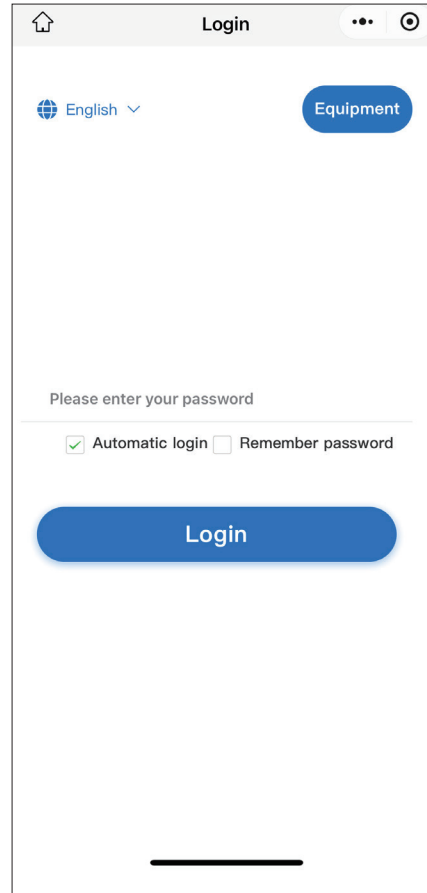 Login
English
Equipment
Please enter your password
Automatic login Remember password
Login